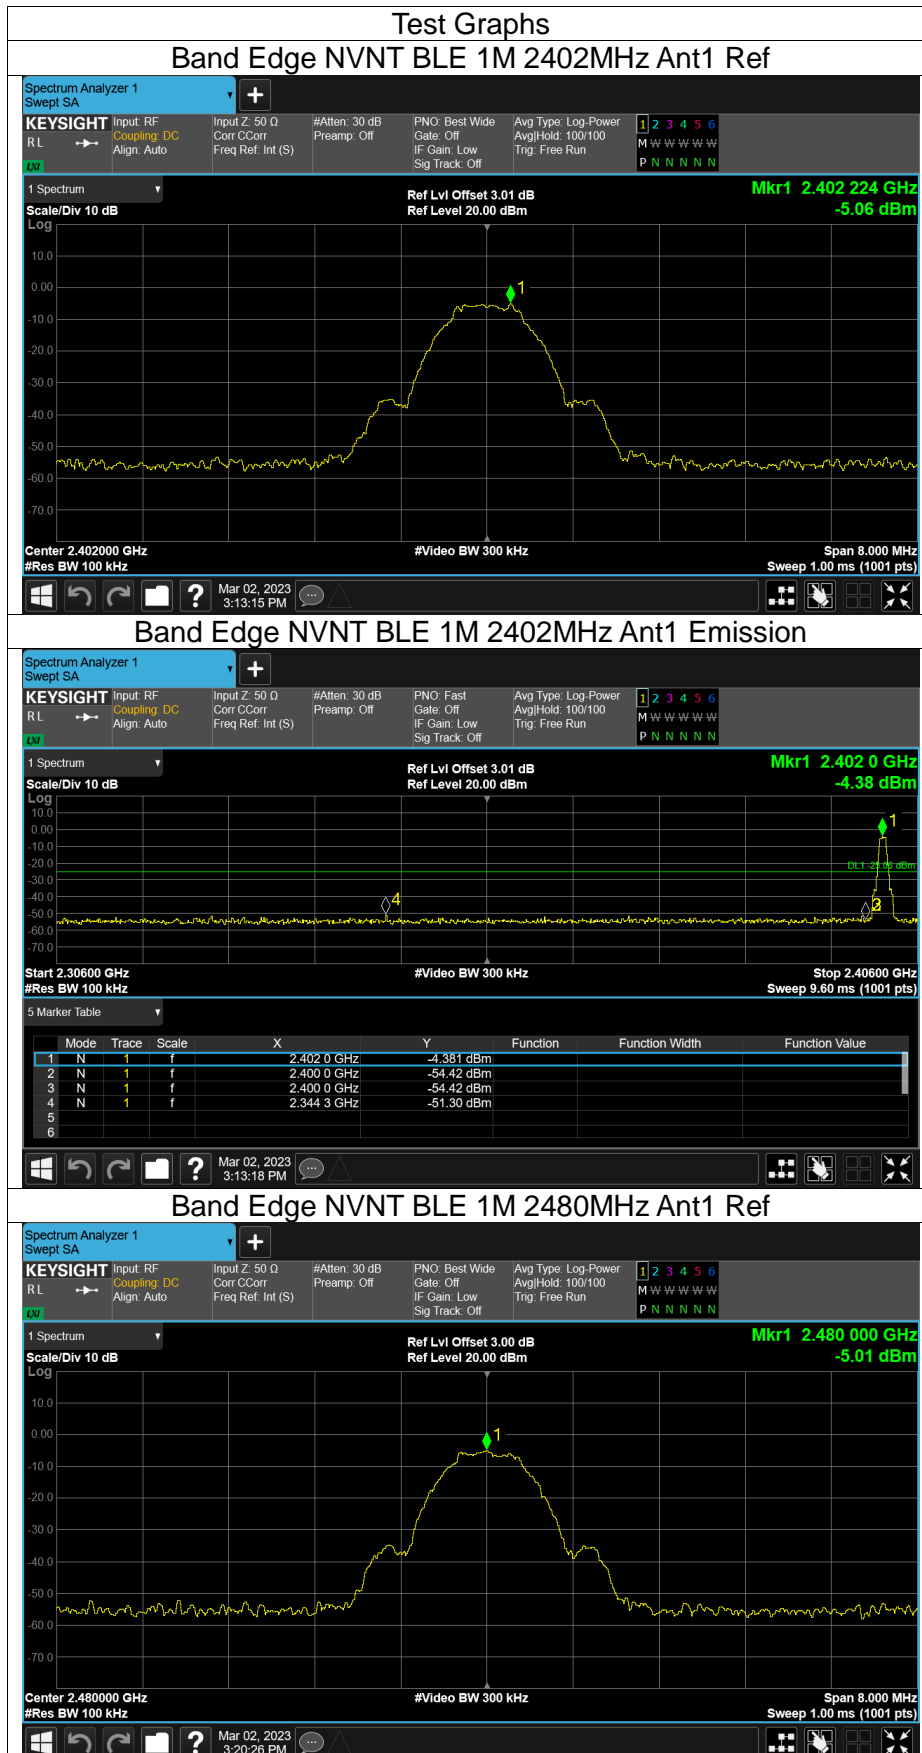 Test Graphs
Band Edge NVNT BLE 1M 2402MHz Ant1 Ref
Spectrum Analyzer 1
Swept SA
+
KEYSIGHT Input: RF Input Z: 50 Ω #Atten: 30 dB PNO: Best Wide Avg Type: Log-Power 1 2 3 4 5 6
RL Coupling: DC Corr CCorr Preamp: Off Gate: Off Avg|Hold: 100/100 M W W W W W
Align: Auto Freq Ref: Int (S) IF Gain: Low Trig: Free Run
LXI Sig Track: Off P N N N N N
1 Spectrum
Ref Lvl Offset 3.01 dB Mkr1 2.402 224 GHz
Scale/Div 10 dB Ref Level 20.00 dBm -5.06 dBm
Log
10.0
0.00
1
-10.0
-20.0
-30.0
-40.0
-50.0
-60.0
-70.0
Center 2.402000 GHz #Video BW 300 kHz Span 8.000 MHz
#Res BW 100 kHz Sweep 1.00 ms (1001 pts)
? Mar 02, 2023
3:13:15 PM
Band Edge NVNT BLE 1M 2402MHz Ant1 Emission
Spectrum Analyzer 1
Swept SA
+
KEYSIGHT Input: RF Input Z: 50 Ω #Atten: 30 dB PNO: Fast Avg Type: Log-Power 1 2 3 4 5 6
RL Coupling: DC Corr CCorr Preamp: Off Gate: Off Avg|Hold: 100/100 M W W W W W
Align: Auto Freq Ref: Int (S) IF Gain: Low Trig: Free Run
LXI Sig Track: Off P N N N N N
1 Spectrum
Ref Lvl Offset 3.01 dB Mkr1 2.402 0 GHz
Scale/Div 10 dB Ref Level 20.00 dBm -4.38 dBm
Log
10.0
1
0.00
-10.0
-20.0
DL1 -25.06 dBm
-30.0
-40.0
4
-50.0
-60.0
-70.0
Start 2.30600 GHz #Video BW 300 kHz Stop 2.40600 GHz
#Res BW 100 kHz Sweep 9.60 ms (1001 pts)
5 Marker Table
Mode Trace Scale X Y Function Function Width Function Value
1 N 1 f 2.402 0 GHz -4.381 dBm
2 N 1 f 2.400 0 GHz -54.42 dBm
3 N 1 f 2.400 0 GHz -54.42 dBm
4 N 1 f 2.344 3 GHz -51.30 dBm
5
6
? Mar 02, 2023
3:13:18 PM
Band Edge NVNT BLE 1M 2480MHz Ant1 Ref
Spectrum Analyzer 1
Swept SA
+
KEYSIGHT Input: RF Input Z: 50 Ω #Atten: 30 dB PNO: Best Wide Avg Type: Log-Power 1 2 3 4 5 6
RL Coupling: DC Corr CCorr Preamp: Off Gate: Off Avg|Hold: 100/100 M W W W W W
Align: Auto Freq Ref: Int (S) IF Gain: Low Trig: Free Run
LXI Sig Track: Off P N N N N N
1 Spectrum
Ref Lvl Offset 3.00 dB Mkr1 2.480 000 GHz
Scale/Div 10 dB Ref Level 20.00 dBm -5.01 dBm
Log
10.0
0.00
1
-10.0
-20.0
-30.0
-40.0
-50.0
-60.0
-70.0
Center 2.480000 GHz #Video BW 300 kHz Span 8.000 MHz
#Res BW 100 kHz Sweep 1.00 ms (1001 pts)
? Mar 02, 2023
3:20:26 PM